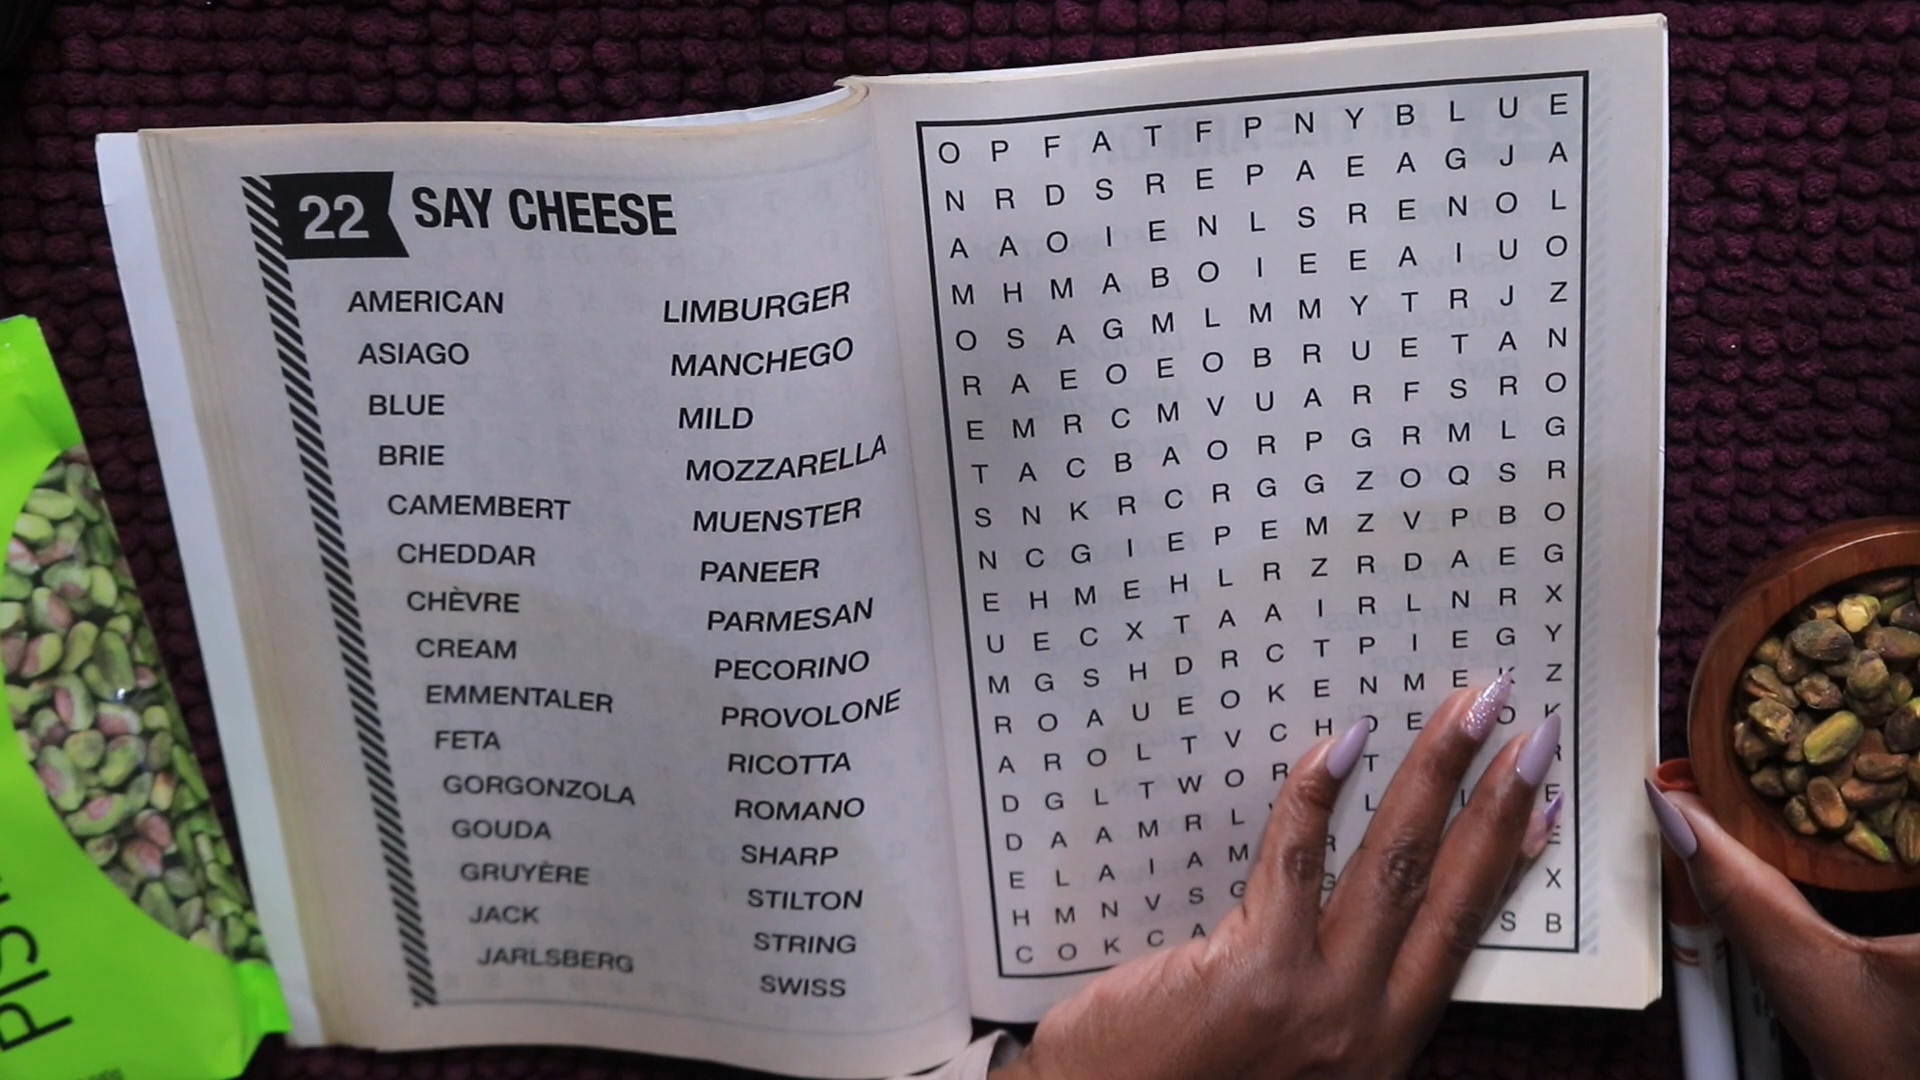 22 SAY CHEESE
AMERICAN
ASIAGO
BLUE
BRIE
CAMEMBERT
CHEDDAR
CHÈVRE
CREAM
EMMENTALER
FETA
GORGONZOLA
GOUDA
GRUYÈRE
JACK
JARLSBERG
LIMBURGER
MANCHEGO
MILD
MOZZARELLA
MUENSTER
PANEER
PARMESAN
PECORINO
PROVOLONE
RICOTTA
ROMANO
SHARP
STILTON
STRING
SWISS
O P F A T F P N Y B L U E
N R D S R E P A E A G J A
A A O I E N L S R E N O L
M H M A B O I E E A I U O
O S A G M L M M Y T R J Z
R A E O E O B R U E T A N
E M R C M V U A R F S R O
T A C B A O R P G R M L G
S N K R C R G G Z O Q S R
N C G I E P E M Z V P B O
E H M E H L R Z R D A E G
U E C X T A A I R L N R X
M G S H D R C T P I E G Y
R O A U E O K E N M E K Z
A R O L T V C H O E O K
D G L T W O R T R
D A A M R L L I E
E L A I A M R E
H M N V S G G X
C O K C A S B